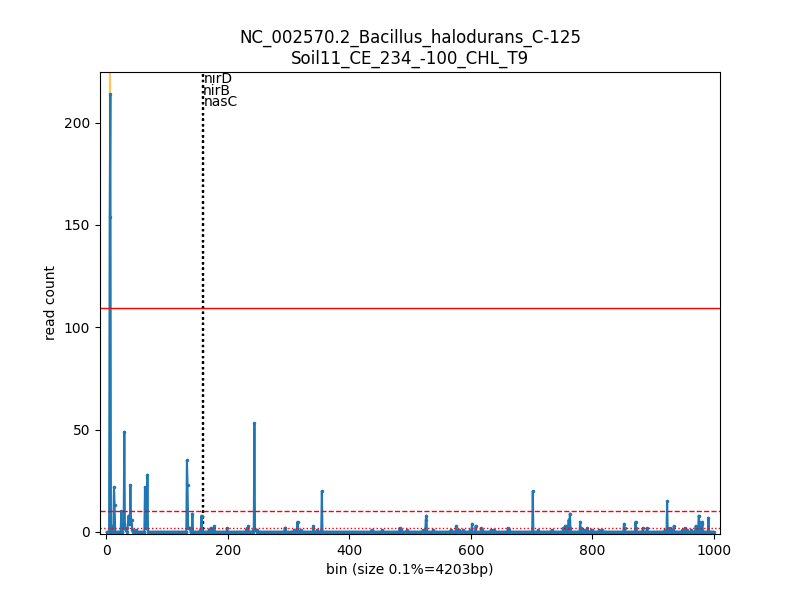 NC_002570.2_Bacillus_halodurans_C-125
Soil11_CE_234_-100_CHL_T9
nirD
nirB
nasC
200
150
100
50
0
read count
0 200 400 600 800 1000
bin (size 0.1%=4203bp)